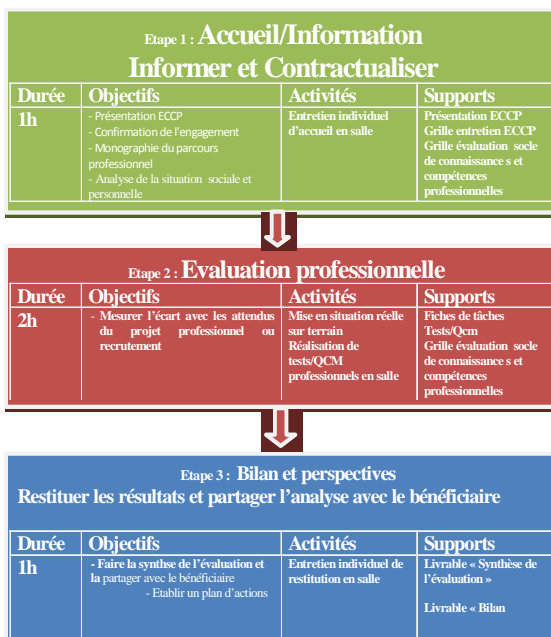 Etape 1 : Accueil/Information
Informer et Contractualiser
Durée Objectifs Activités Supports
1h
- Présentation ECCP
- Confirmation de l'engagement
- Monographie du parcours
professionnel
- Analyse de la situation sociale et
personnelle
Entretien individuel
d'accueil en salle
Présentation ECCP
Grille entretien ECCP
Grille évaluation socle
de connaissance s et
compétences
professionnelles
Etape 2 : Evaluation professionnelle
Durée Objectifs Activités Supports
2h
- Mesurer l'écart avec les attendus
du projet professionnel ou
recrutement
Mise en situation réelle
sur terrain
Réalisation de
tests/QCM
professionnels en salle
Fiches de tâches
Tests/Qcm
Grille évaluation socle
de connaissance s et
compétences
professionnelles
Etape 3 : Bilan et perspectives
Restituer les résultats et partager l'analyse avec le bénéficiaire
Durée Objectifs Activités Supports
1h
- Faire la synthse de l'évaluation et
la partager avec le bénéficiaire
- Etablir un plan d'actions
Entretien individuel de
restitution en salle
Livrable « Synthèse de
l'évaluation »
Livrable « Bilan